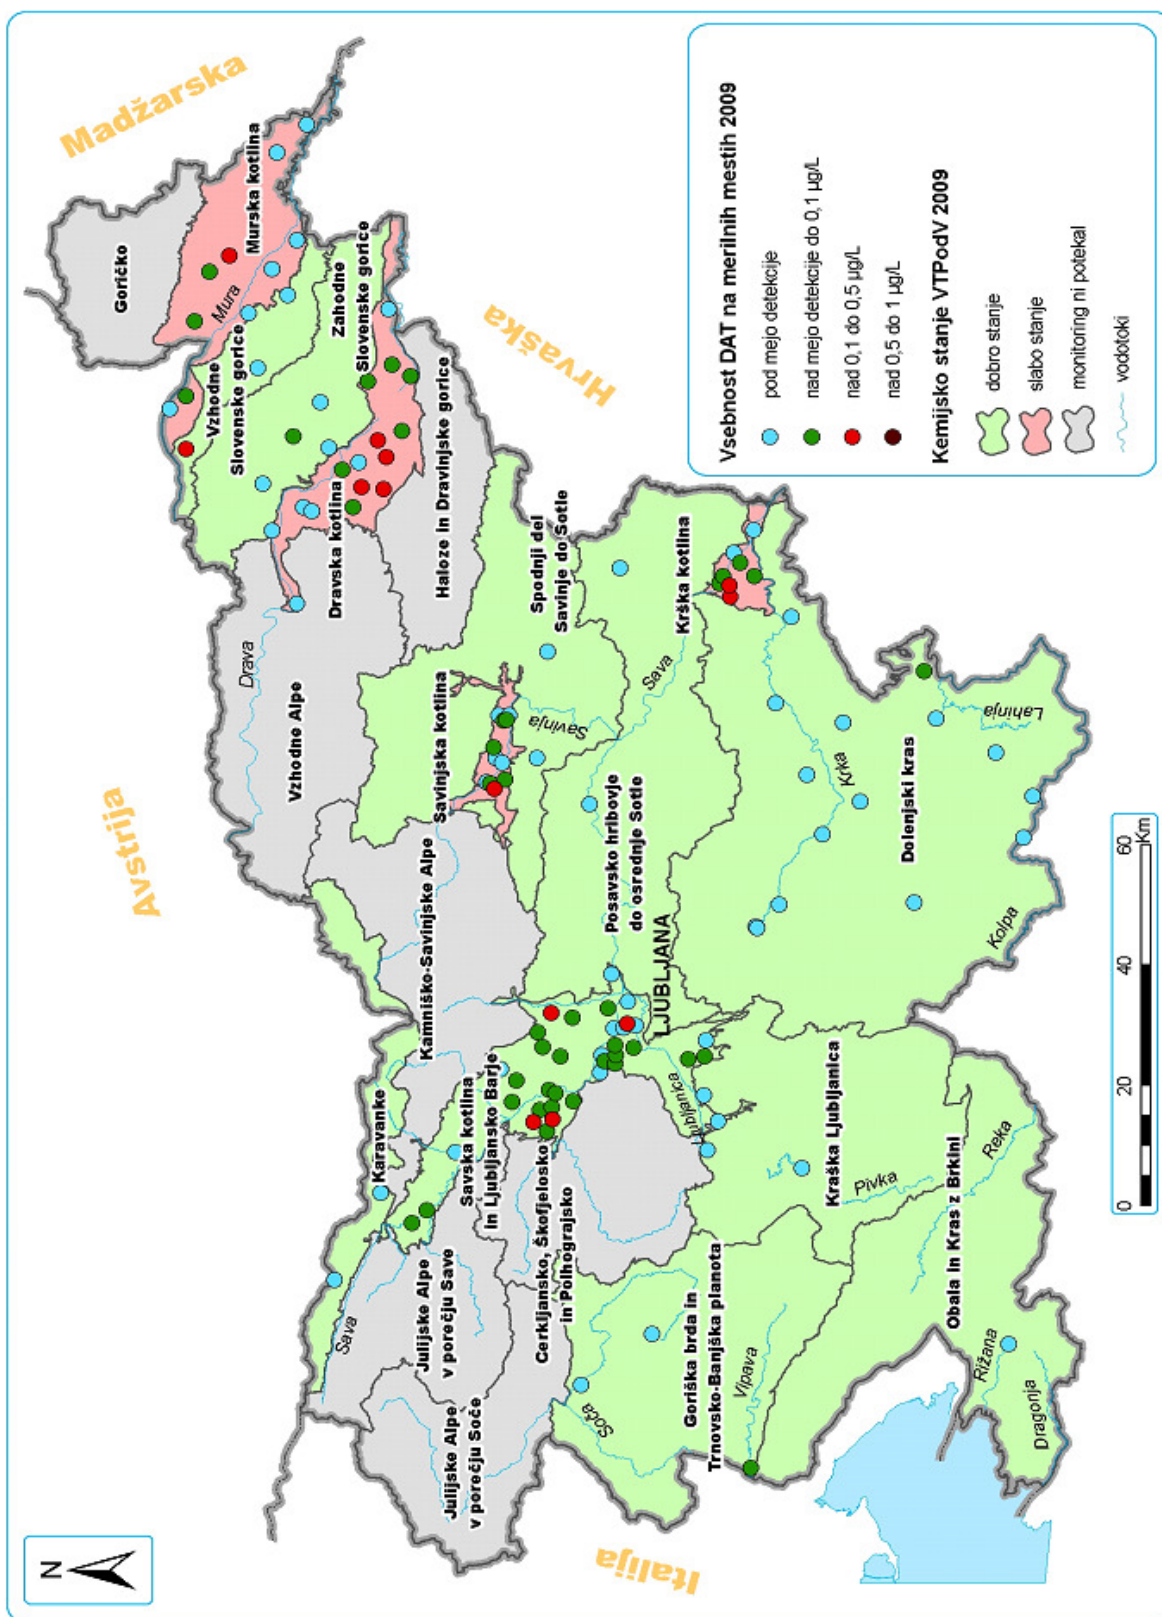 N
Avstrija
Madžarska
Hrvaška
Italija
Goričko
Murska kotlina
Mura
Vzhodne
Slovenske gorice
Zahodne
Slovenske gorice
Dravska kotlina
Drava
Vzhodne Alpe
Haloze in Dravinjske gorice
Savinjska kotlina
Spodnji del
Savinje do Sotle
Savinja
Kamniško-Savinjske Alpe
Karavanke
Sava
Julijske Alpe
v porečju Save
Julijske Alpe
v porečju Soče
Savska kotlina
in Ljubljansko Barje
Cerkljansko, Škofjeloško
in Polhograjsko
Posavsko hribovje
do osrednje Sotle
Sava
Krška kotlina
LJUBLJANA
Ljubljanica
Soča
Goriška brda in
Trnovsko-Banjška planota
Vipava
Kraška Ljubljanica
Pivka
Krka
Dolenjski kras
Lahinja
Kolpa
Obala in Kras z Brkini
Reka
Rižana
Dragonja
Vsebnost DAT na merilnih mestih 2009
pod mejo detekcije
nad mejo detekcije do 0,1 µg/L
nad 0,1 do 0,5 µg/L
nad 0,5 do 1 µg/L
Kemijsko stanje VTPodV 2009
dobro stanje
slabo stanje
monitoring ni potekal
vodotoki
0 20 40 60
Km